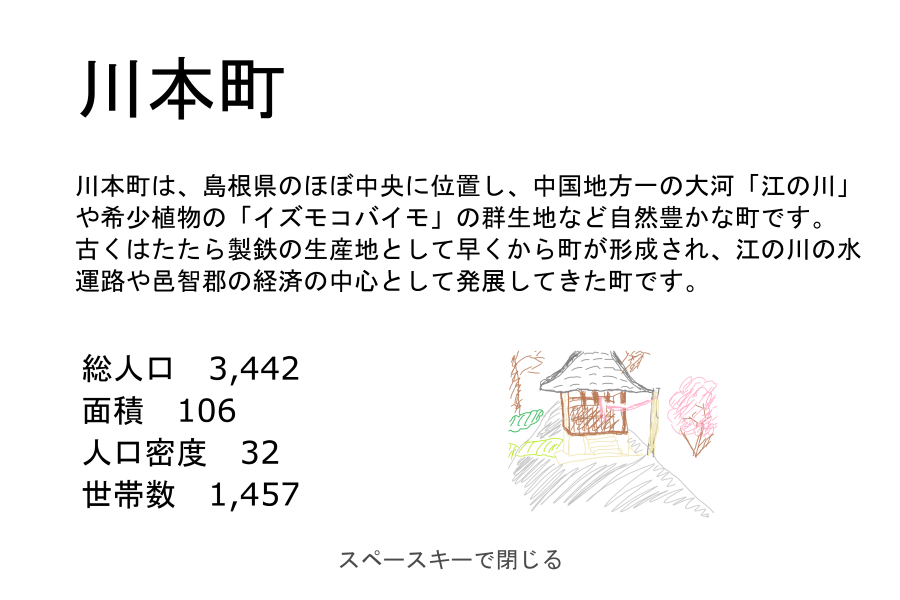 川本町
川本町は、島根県のほぼ中央に位置し、中国地方一の大河「江の川」
や希少植物の「イズモコバイモ」の群生地など自然豊かな町です。
古くはたたら製鉄の生産地として早くから町が形成され、江の川の水
運路や邑智郡の経済の中心として発展してきた町です。
総人口　3,442
面積　106
人口密度　32
世帯数　1,457
スペースキーで閉じる